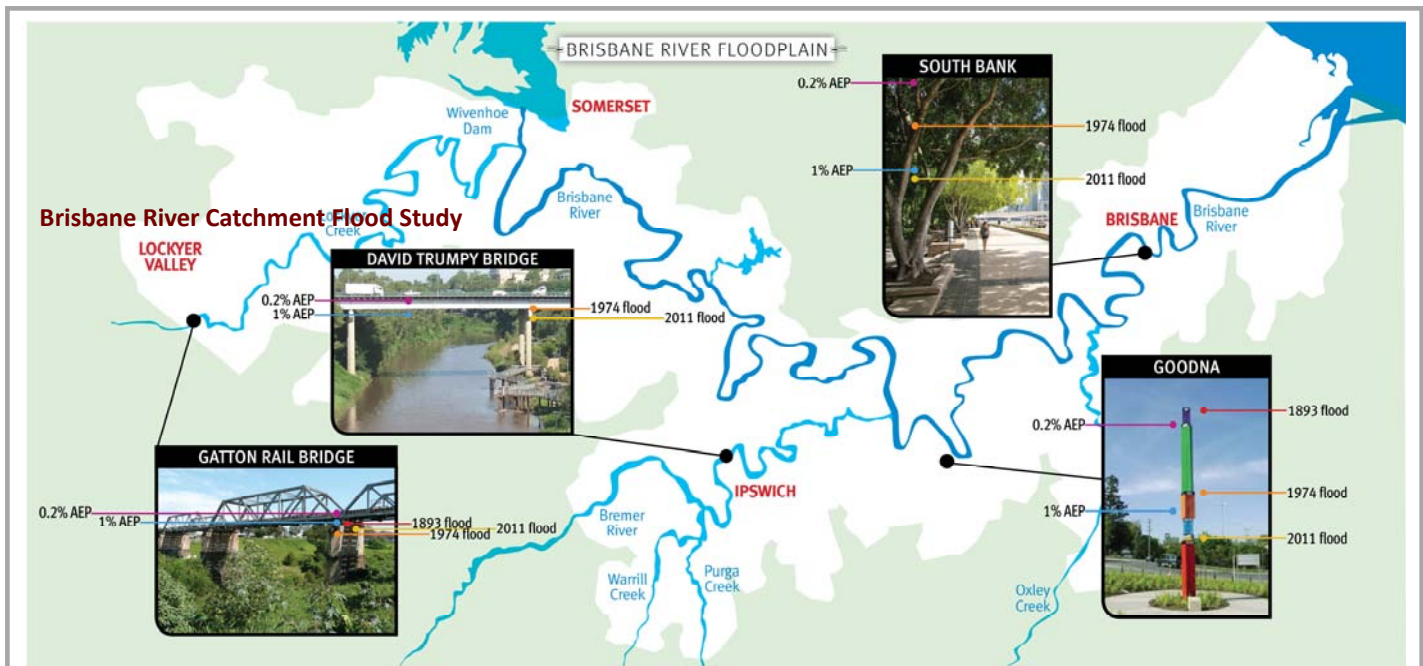 BRISBANE RIVER FLOODPLAIN
SOUTH BANK
0.2% AEP
1974 flood
1% AEP
2011 flood
SOMERSET
Wivenhoe
Dam
Brisbane
River
Brisbane River Catchment Flood Study
Creek
LOCKYER
VALLEY
BRISBANE
Brisbane
River
DAVID TRUMPY BRIDGE
0.2% AEP
1% AEP
1974 flood
2011 flood
GOODNA
1893 flood
0.2% AEP
1974 flood
1% AEP
2011 flood
GATTON RAIL BRIDGE
0.2% AEP
1% AEP
1893 flood
2011 flood
1974 flood
IPSWICH
Bremer
River
Warrill
Creek
Purga
Creek
Oxley
Creek